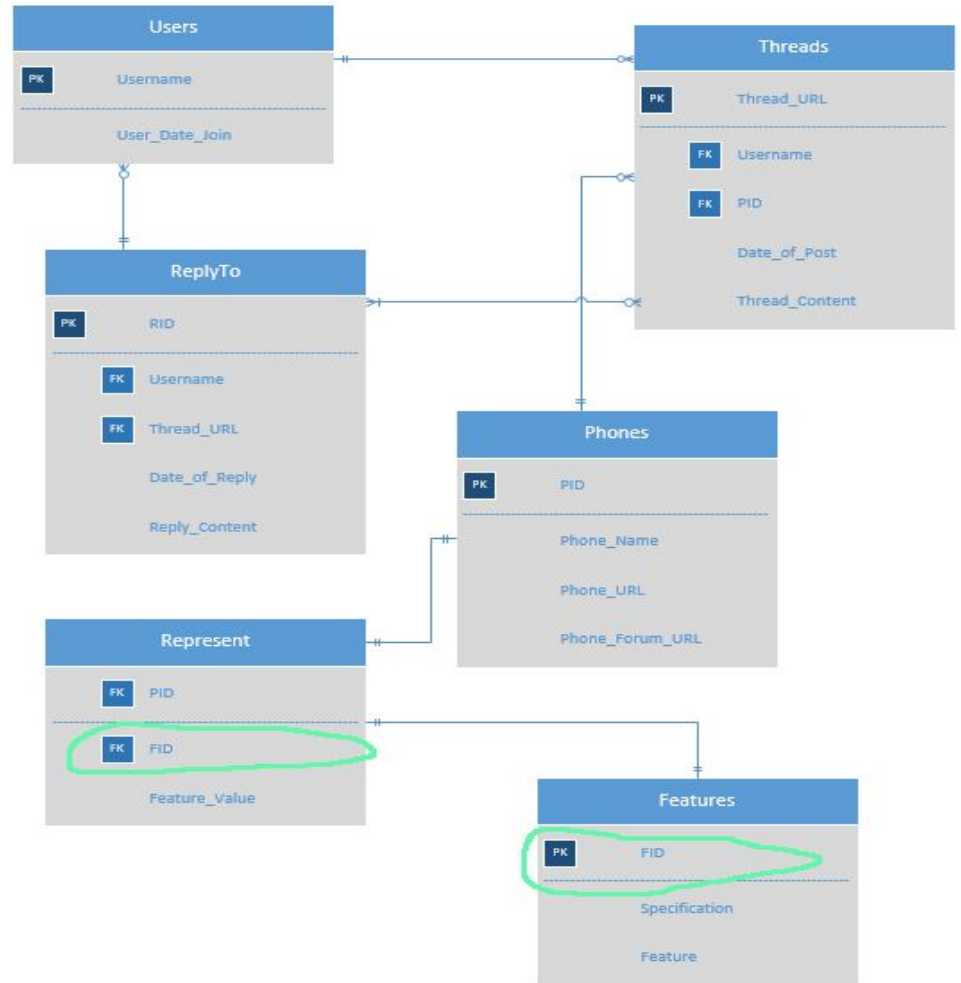 Users
PK Username
User_Date_Join
Threads
PK Thread_URL
FK Username
FK PID
Date_of_Post
Thread_Content
ReplyTo
PK RID
FK Username
FK Thread_URL
Date_of_Reply
Reply_Content
Phones
PK PID
Phone_Name
Phone_URL
Phone_Forum_URL
Represent
FK PID
FK FID
Feature_Value
Features
PK FID
Specification
Feature